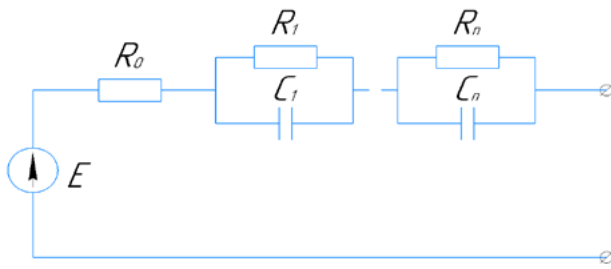 R₁ Rₙ
R₀ C₁ Cₙ
E